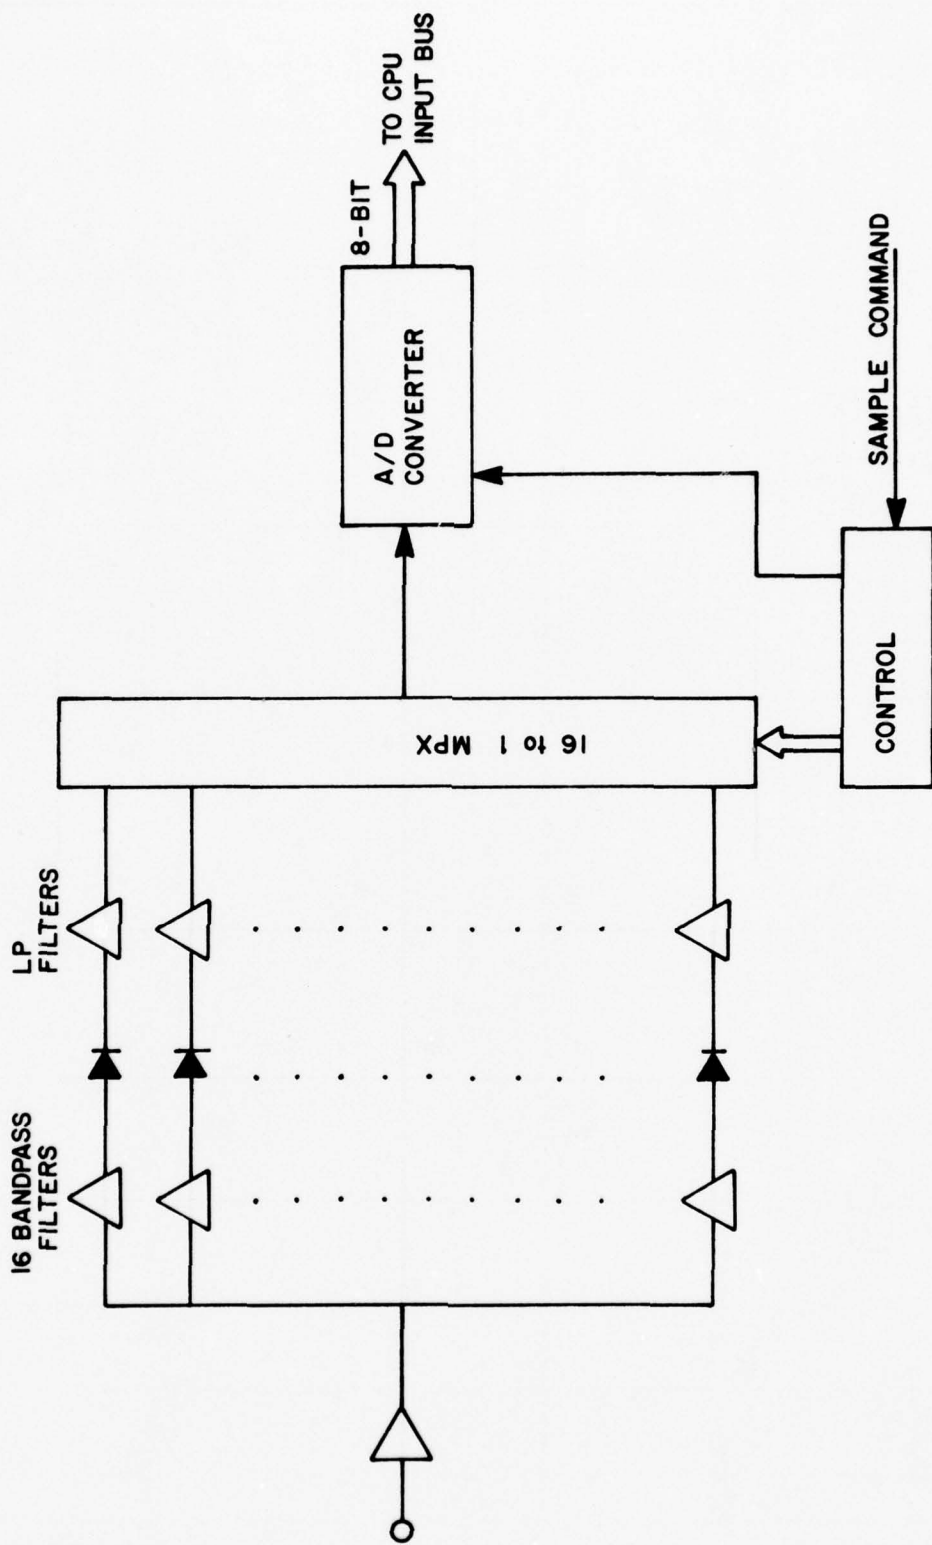 16 BANDPASS
FILTERS
LP
FILTERS
16 to 1 MPX
A/D
CONVERTER
8-BIT
TO CPU
INPUT BUS
CONTROL
SAMPLE COMMAND